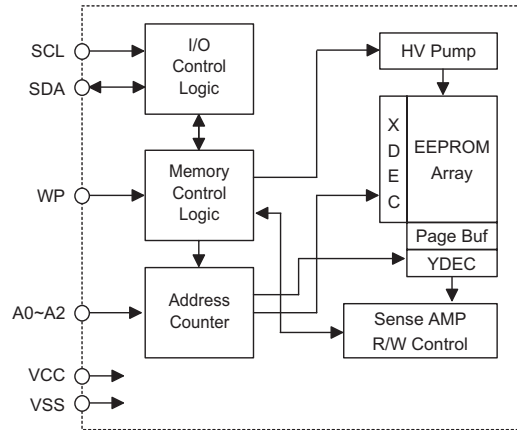 SCL
SDA
WP
A0~A2
VCC
VSS
I/O
Control
Logic
Memory
Control
Logic
Address
Counter
HV Pump
X
D
E
C
EEPROM
Array
Page Buf
YDEC
Sense AMP
R/W Control